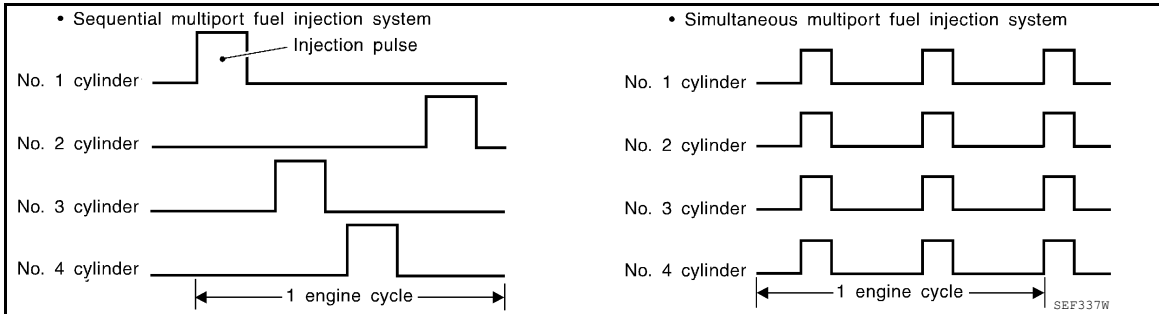 • Sequential multiport fuel injection system
Injection pulse
No. 1 cylinder
No. 2 cylinder
No. 3 cylinder
No. 4 cylinder
1 engine cycle
• Simultaneous multiport fuel injection system
No. 1 cylinder
No. 2 cylinder
No. 3 cylinder
No. 4 cylinder
1 engine cycle
SEF337W